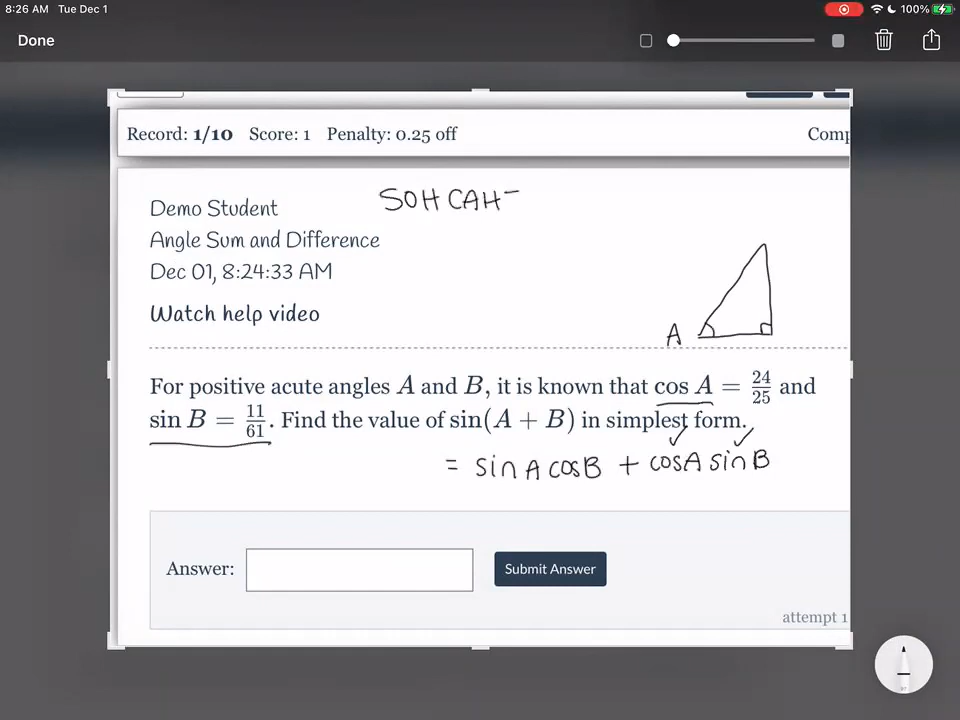 8:26 AM Tue Dec 1 100%
Done
Record: 1/10 Score: 1 Penalty: 0.25 off Comp
Demo Student SOHCAH
Angle Sum and Difference
Dec 01, 8:24:33 AM
Watch help video
A
For positive acute angles A and B, it is known that cos A = 24/25 and
sin B = 11/61. Find the value of sin(A + B) in simplest form.
= sin A cos B + cos A sin B
Answer: Submit Answer
attempt 1